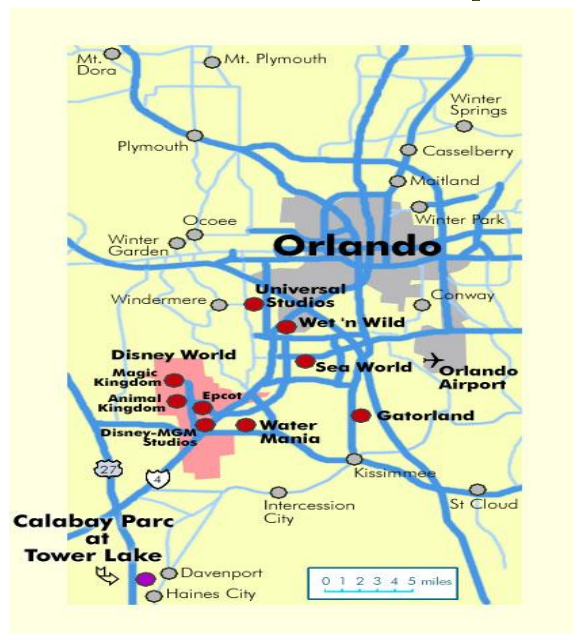 Mt.
Dora
Mt. Plymouth
Winter
Springs
Plymouth
Casselberry
Maitland
Winter Park
Ocoee
Winter
Garden
Orlando
Universal
Studios
Windermere
Conway
Wet 'n Wild
Disney World
Sea World
Orlando
Airport
Magic
Kingdom
Animal
Kingdom
Epcot
Gatorland
Disney-MGM
Studios
Water
Mania
27
4
Kissimmee
Intercession
City
St Cloud
Calabay Parc
at
Tower Lake
Davenport
Haines City
0 1 2 3 4 5 miles